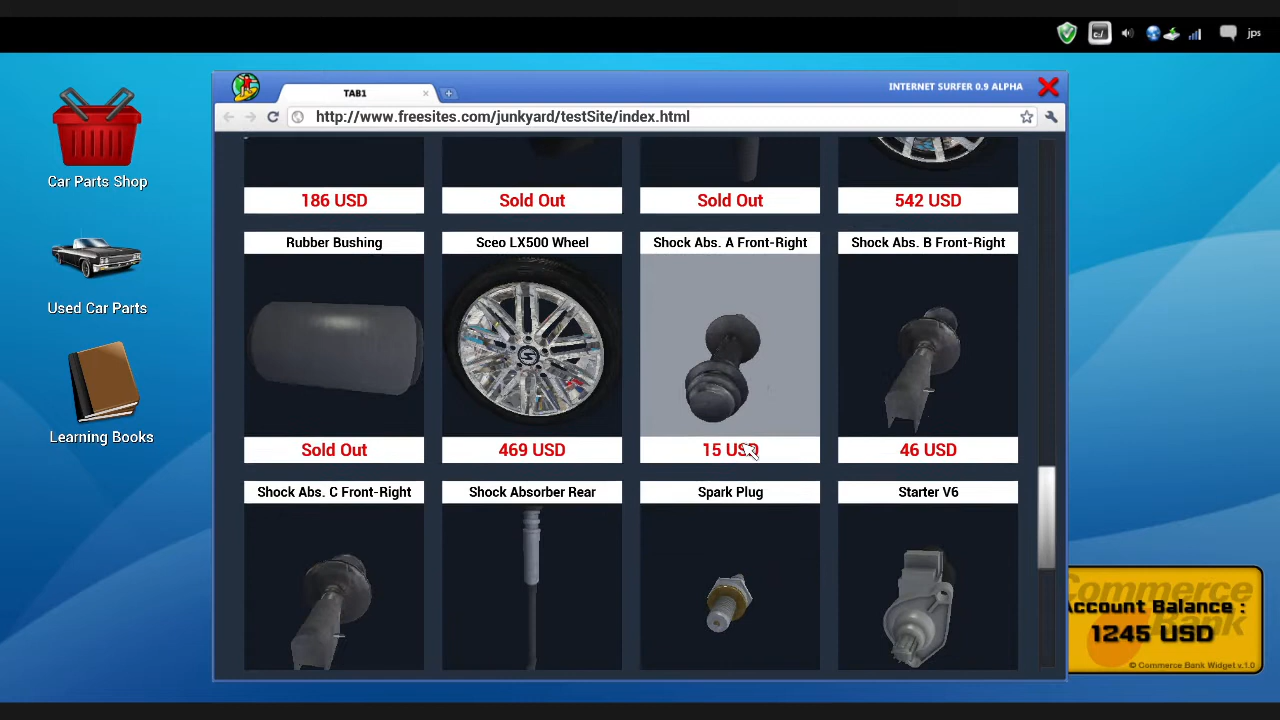 jps
TAB1
INTERNET SURFER 0.9 ALPHA
http://www.freesites.com/junkyard/testSite/index.html
Car Parts Shop
Used Car Parts
Learning Books
186 USD
Sold Out
Sold Out
542 USD
Rubber Bushing
Sceo LX500 Wheel
Shock Abs. A Front-Right
Shock Abs. B Front-Right
Sold Out
469 USD
15 USD
46 USD
Shock Abs. C Front-Right
Shock Absorber Rear
Spark Plug
Starter V6
Commerce
Bank
Account Balance :
1245 USD
© Commerce Bank Widget v.1.0